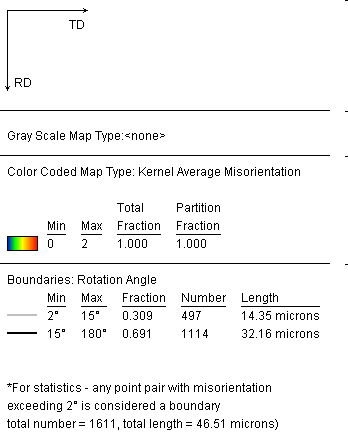 TD
RD
Gray Scale Map Type:<none>
Color Coded Map Type: Kernel Average Misorientation
Total Partition
Min Max Fraction Fraction
0 2 1.000 1.000
Boundaries: Rotation Angle
Min Max Fraction Number Length
2° 15° 0.309 497 14.35 microns
15° 180° 0.691 1114 32.16 microns
*For statistics - any point pair with misorientation
exceeding 2° is considered a boundary
total number = 1611, total length = 46.51 microns)